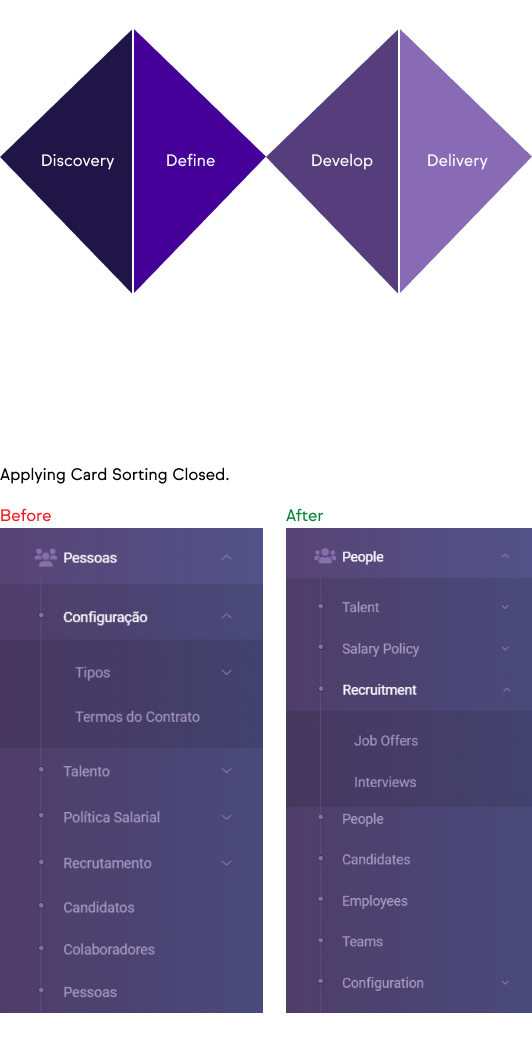 Discovery
Define
Develop
Delivery
Applying Card Sorting Closed.
Before
Pessoas
Configuração
Tipos
Termos do Contrato
Talento
Política Salarial
Recrutamento
Candidatos
Colaboradores
Pessoas
After
People
Talent
Salary Policy
Recruitment
Job Offers
Interviews
People
Candidates
Employees
Teams
Configuration